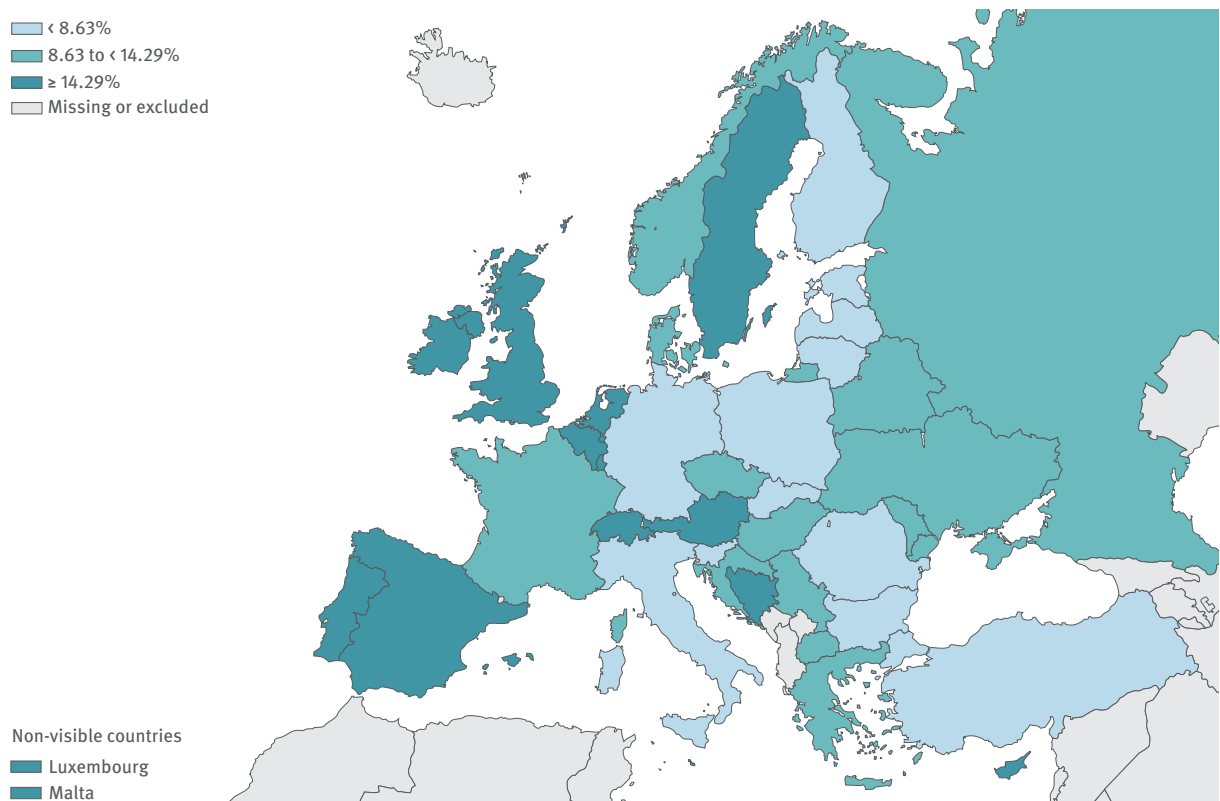 < 8.63%
8.63 to < 14.29%
≥ 14.29%
Missing or excluded
Non-visible countries
Luxembourg
Malta